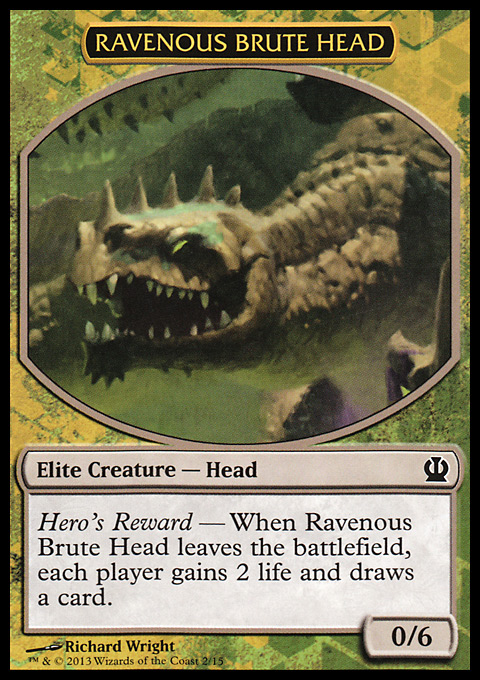 RAVENOUS BRUTE HEAD
Elite Creature — Head
Hero's Reward — When Ravenous
Brute Head leaves the battlefield,
each player gains 2 life and draws
a card.
0/6
Richard Wright
™ & © 2013 Wizards of the Coast 2/15